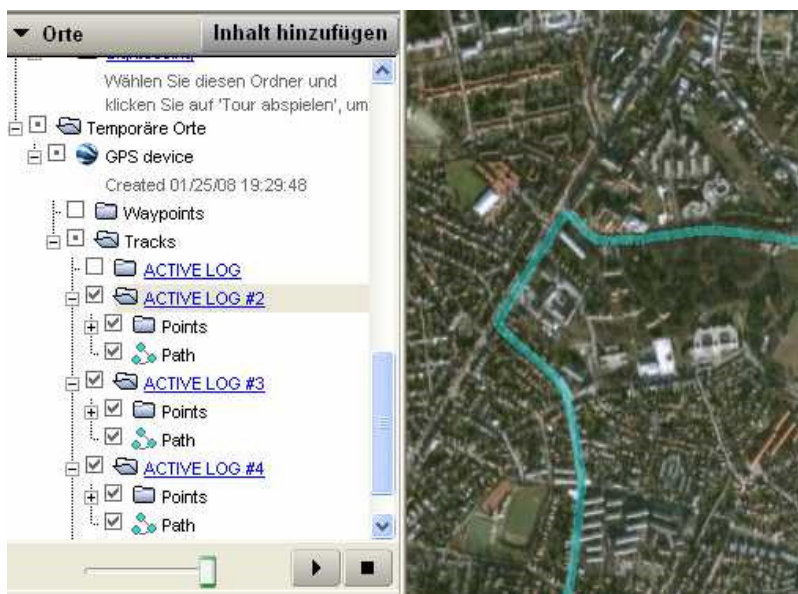 Orte
Inhalt hinzufügen
Wählen Sie diesen Ordner und
klicken Sie auf 'Tour abspielen', um
Temporäre Orte
GPS device
Created 01/25/08 19:29:48
Waypoints
Tracks
ACTIVE LOG
ACTIVE LOG #2
Points
Path
ACTIVE LOG #3
Points
Path
ACTIVE LOG #4
Points
Path